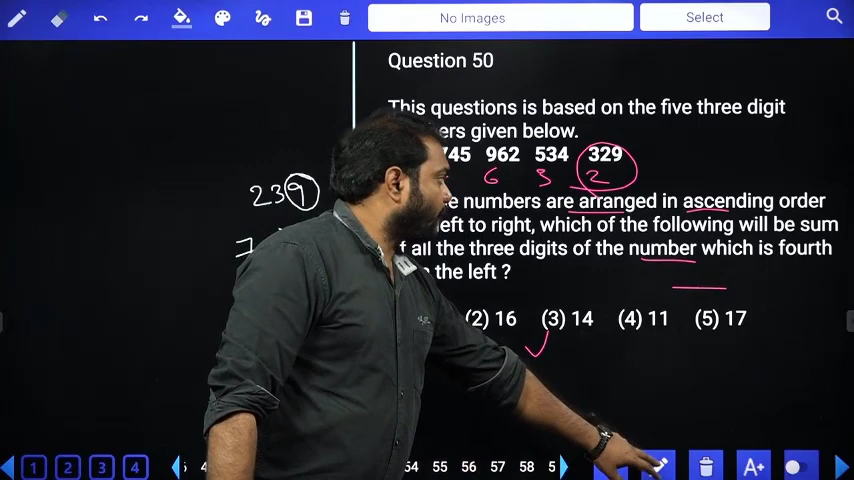 No Images
Select
Question 50
This questions is based on the five three digit
ers given below.
745 962 534 329
6 3 2
239
7
e numbers are arranged in ascending order
left to right, which of the following will be sum
all the three digits of the number which is fourth
the left ?
(2) 16 (3) 14 (4) 11 (5) 17
1 2 3 4
54 55 56 57 58 5
A+